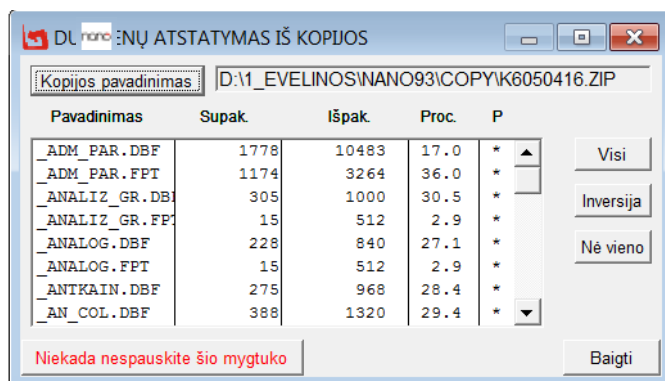 DU nano ENŲ ATSTATYMAS IŠ KOPIJOS
Kopijos pavadinimas D:\1_EVELINOS\NANO93\COPY\K6050416.ZIP
Pavadinimas Supak. Išpak. Proc. P
_ADM_PAR.DBF 1778 10483 17.0 *
_ADM_PAR.FPT 1174 3264 36.0 *
_ANALIZ_GR.DB 305 1000 30.5 *
_ANALIZ_GR.FP 15 512 2.9 *
_ANALOG.DBF 228 840 27.1 *
_ANALOG.FPT 15 512 2.9 *
_ANTKAIN.DBF 275 968 28.4 *
_AN_COL.DBF 388 1320 29.4 *
Visi
Inversija
Nė vieno
Niekada nespauskite šio mygtuko Baigti